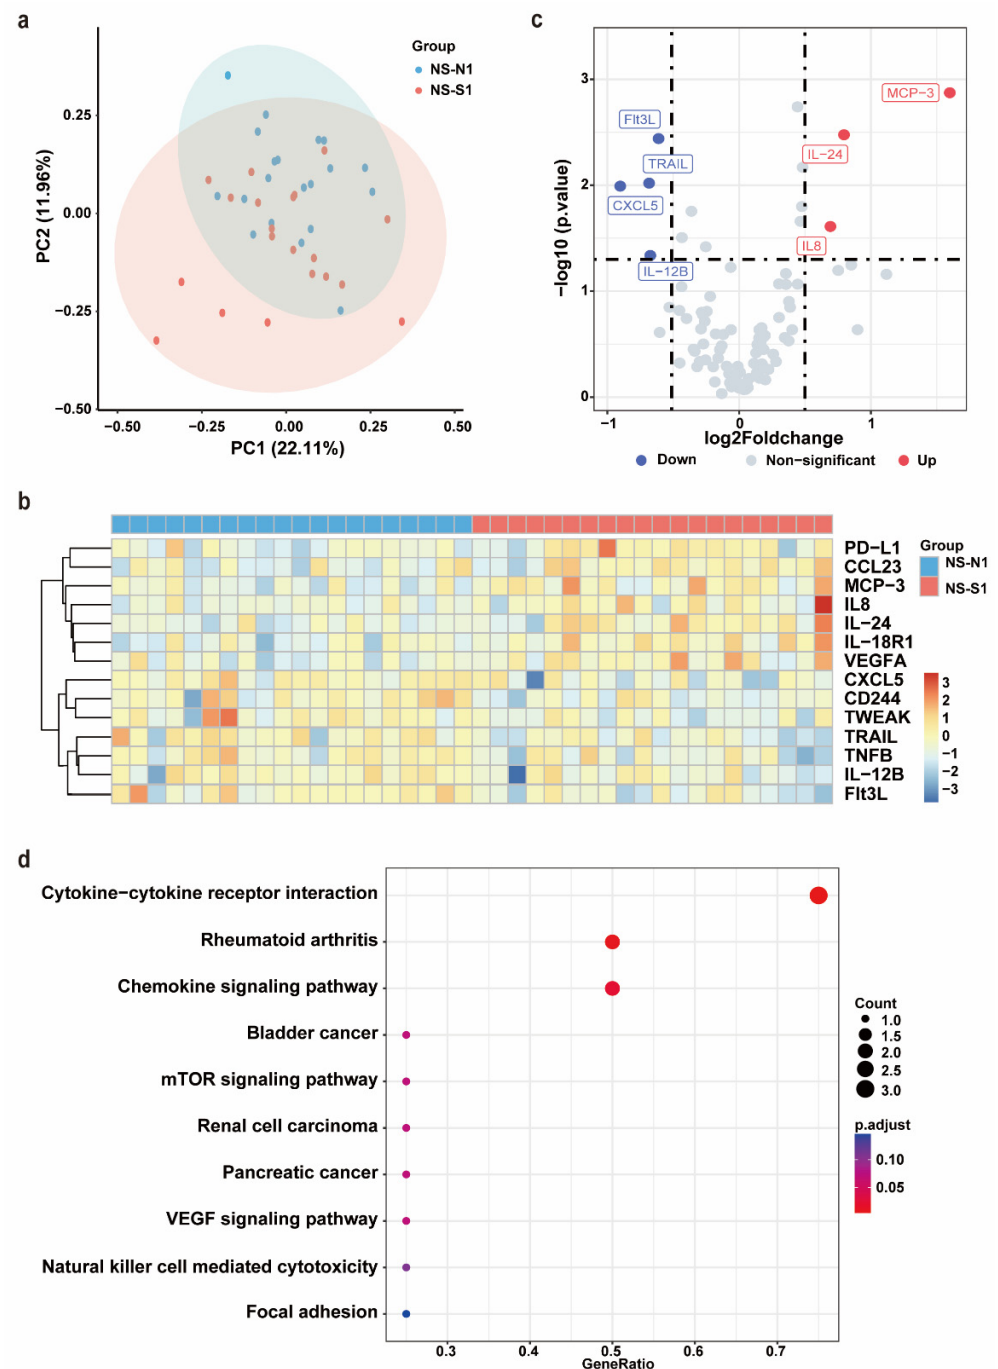 a
Group
NS-N1
NS-S1
0.25
0.00
−0.25
−0.50
PC2 (11.96%)
−0.50
−0.25
0.00
0.25
0.50
PC1 (22.11%)
c
3
2
1
0
−log10 (p.value)
MCP−3
Flt3L
IL−24
TRAIL
CXCL5
IL8
IL−12B
−1
0
1
log2Foldchange
Down
Non−significant
Up
b
PD−L1
CCL23
MCP−3
IL8
IL−24
IL−18R1
VEGFA
CXCL5
CD244
TWEAK
TRAIL
TNFB
IL−12B
Flt3L
Group
NS-N1
NS-S1
3
2
1
0
−1
−2
−3
d
Cytokine−cytokine receptor interaction
Rheumatoid arthritis
Chemokine signaling pathway
Bladder cancer
mTOR signaling pathway
Renal cell carcinoma
Pancreatic cancer
VEGF signaling pathway
Natural killer cell mediated cytotoxicity
Focal adhesion
0.3
0.4
0.5
0.6
0.7
GeneRatio
Count
1.0
1.5
2.0
2.5
3.0
p.adjust
0.10
0.05